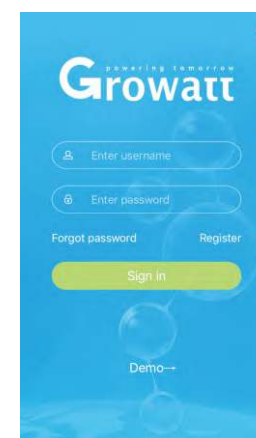 powering tomorrow
Growatt
Enter username
Enter password
Forgot password Register
Sign in
Demo→